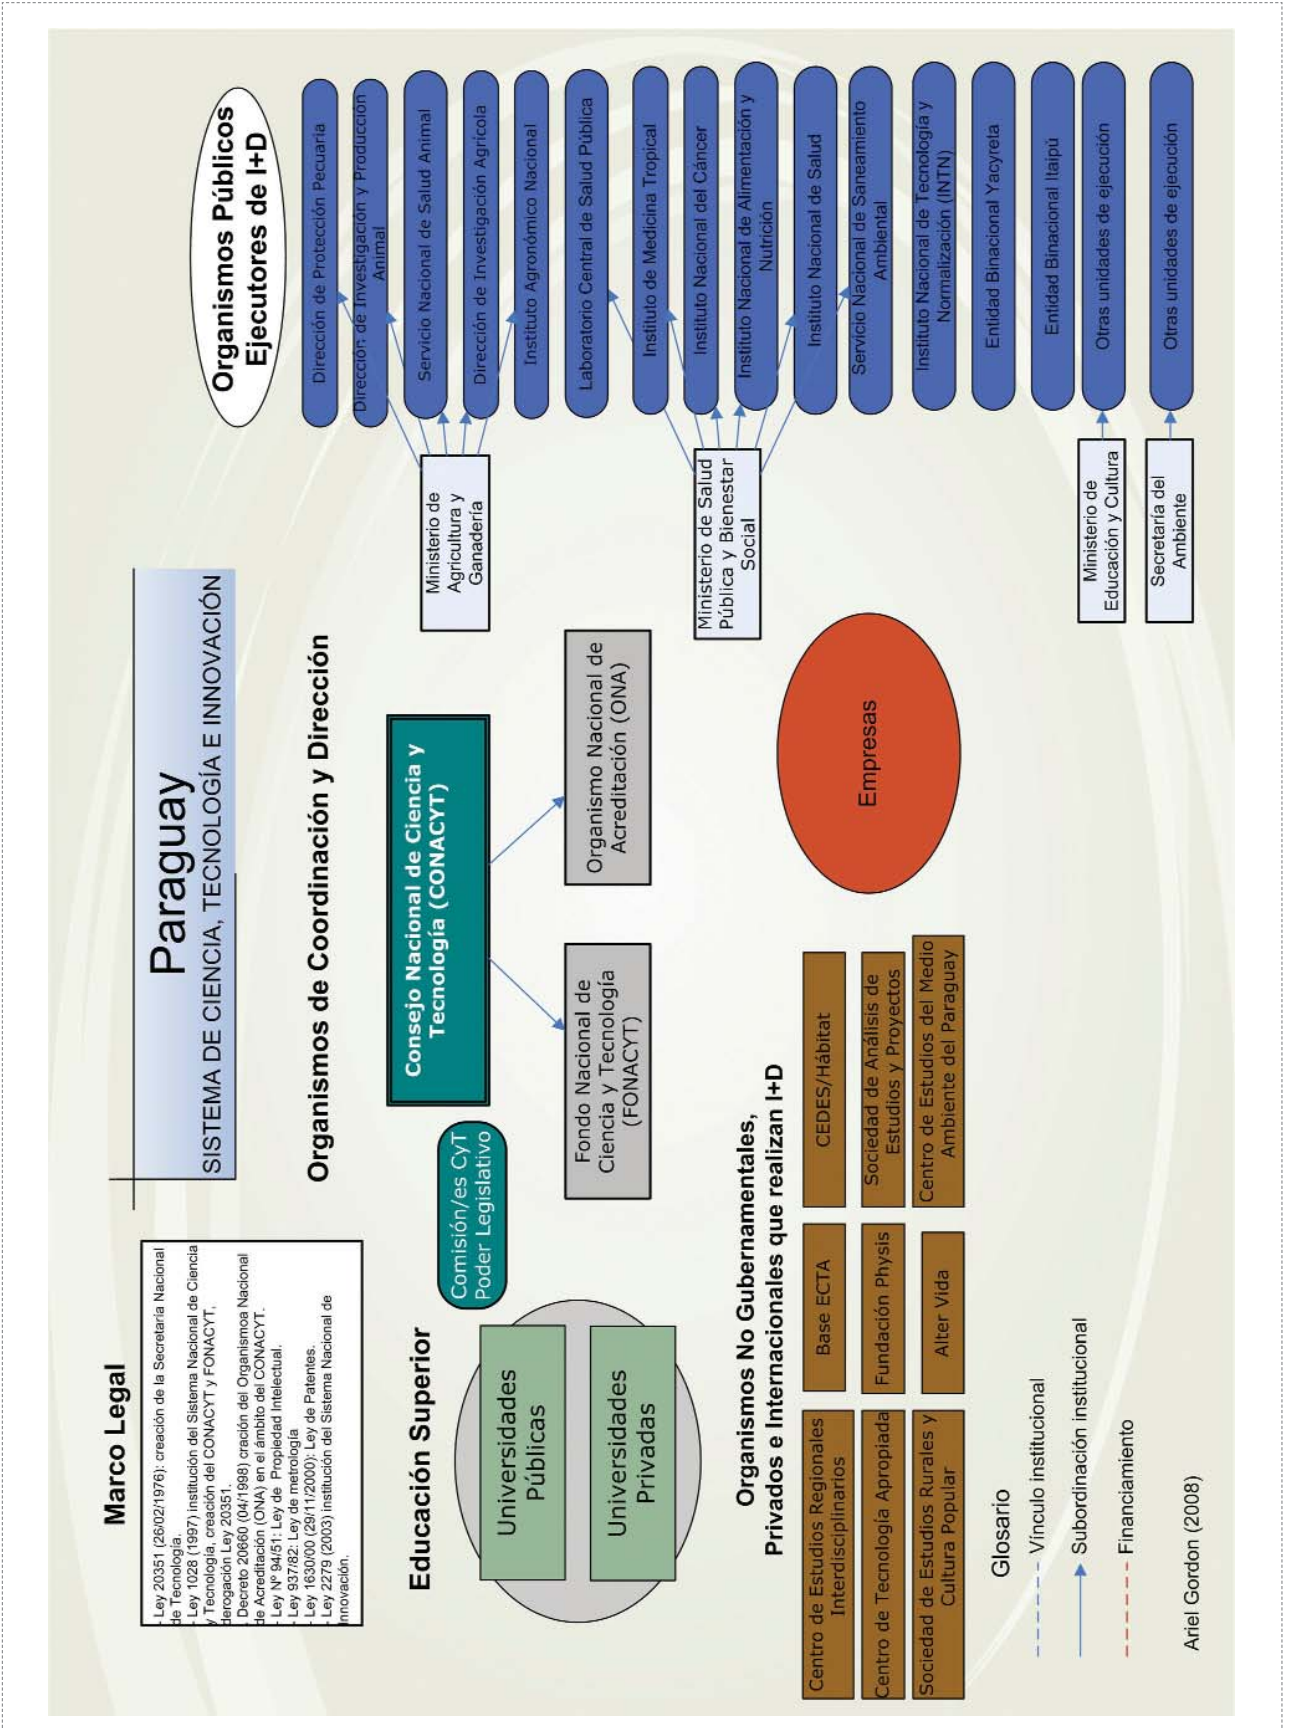 Paraguay
SISTEMA DE CIENCIA, TECNOLOGÍA E INNOVACIÓN
Marco Legal
- Ley 20351 (26/02/1976): creación de la Secretaría Nacional
de Tecnología.
- Ley 1028 (1997) institución del Sistema Nacional de Ciencia
y Tecnología, creación del CONACYT y FONACYT,
derogación Ley 20351.
- Decreto 20660 (04/1998) cración del Organismoa Nacional
de Acreditación (ONA) en el ámbito del CONACYT.
- Ley Nº 94/51: Ley de Propiedad Intelectual.
- Ley 937/82: Ley de metrología
- Ley 1630/00 (29/11/2000): Ley de Patentes.
- Ley 2279 (2003) institución del Sistema Nacional de
Innovación.
Organismos de Coordinación y Dirección
Consejo Nacional de Ciencia y
Tecnología (CONACYT)
Comisión/es CyT
Poder Legislativo
Fondo Nacional de
Ciencia y Tecnología
(FONACYT)
Organismo Nacional de
Acreditación (ONA)
Educación Superior
Universidades
Públicas
Universidades
Privadas
Organismos Públicos
Ejecutores de I+D
Dirección de Protección Pecuaria
Dirección de Investigación y Producción
Animal
Servicio Nacional de Salud Animal
Dirección de Investigación Agrícola
Instituto Agronómico Nacional
Laboratorio Central de Salud Pública
Instituto de Medicina Tropical
Instituto Nacional del Cáncer
Instituto Nacional de Alimentación y
Nutrición
Instituto Nacional de Salud
Servicio Nacional de Saneamiento
Ambiental
Instituto Nacional de Tecnología y
Normalización (INTN)
Entidad Binacional Yacyreta
Entidad Binacional Itaipú
Otras unidades de ejecución
Otras unidades de ejecución
Ministerio de
Agricultura y
Ganadería
Ministerio de Salud
Pública y Bienestar
Social
Ministerio de
Educación y Cultura
Secretaría del
Ambiente
Empresas
Organismos No Gubernamentales,
Privados e Internacionales que realizan I+D
Centro de Estudios Regionales
Interdisciplinarios
Base ECTA
CEDES/Hábitat
Centro de Tecnología Apropiada
Fundación Physis
Sociedad de Análisis de
Estudios y Proyectos
Sociedad de Estudios Rurales y
Cultura Popular
Alter Vida
Centro de Estudios del Medio
Ambiente del Paraguay
Glosario
Vínculo institucional
Subordinación institucional
Financiamiento
Ariel Gordon (2008)